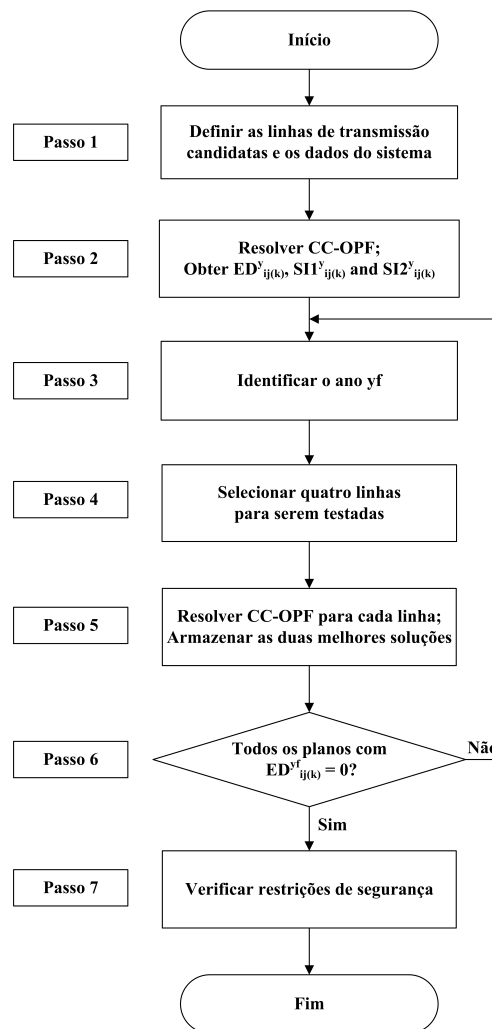 Início
Passo 1
Definir as linhas de transmissão
candidatas e os dados do sistema
Passo 2
Resolver CC-OPF;
Obter ED^y_ij(k), SI1^y_ij(k) and SI2^y_ij(k)
Passo 3
Identificar o ano yf
Passo 4
Selecionar quatro linhas
para serem testadas
Passo 5
Resolver CC-OPF para cada linha;
Armazenar as duas melhores soluções
Passo 6
Todos os planos com
ED^yf_ij(k) = 0?
Não
Sim
Passo 7
Verificar restrições de segurança
Fim